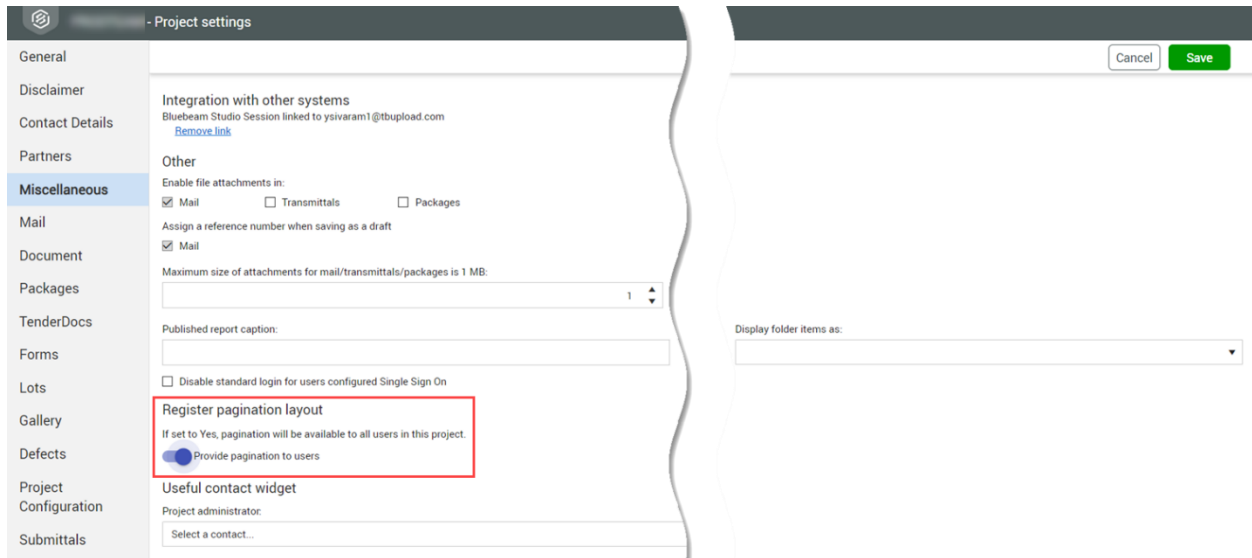 - Project settings
Cancel
Save
General
Disclaimer
Contact Details
Partners
Miscellaneous
Mail
Document
Packages
TenderDocs
Forms
Lots
Gallery
Defects
Project
Configuration
Submittals
Integration with other systems
Bluebeam Studio Session linked to ysivaram1@tbupload.com
Remove link
Other
Enable file attachments in:
Mail Transmittals Packages
Assign a reference number when saving as a draft
Mail
Maximum size of attachments for mail/transmittals/packages is 1 MB:
1
Published report caption:
Display folder items as:
Disable standard login for users configured Single Sign On
Register pagination layout
If set to Yes, pagination will be available to all users in this project.
Provide pagination to users
Useful contact widget
Project administrator:
Select a contact...